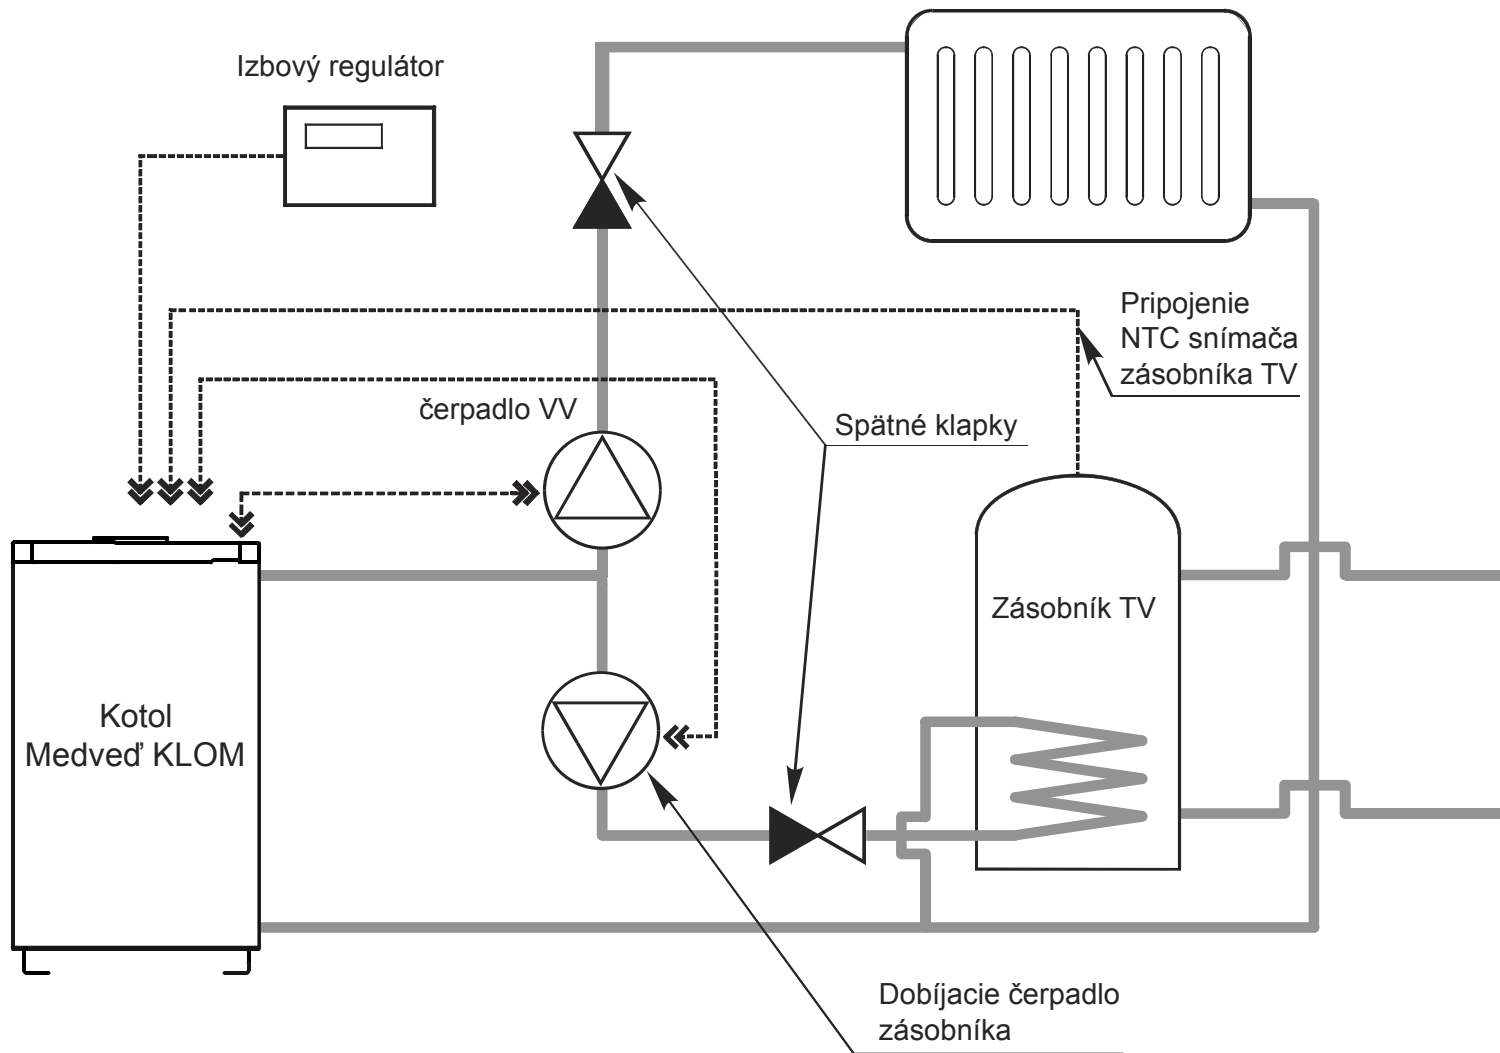 Izbový regulátor
Pripojenie
NTC snímača
zásobníka TV
čerpadlo VV
Spätné klapky
Zásobník TV
Kotol
Medveď KLOM
Dobíjacie čerpadlo
zásobníka